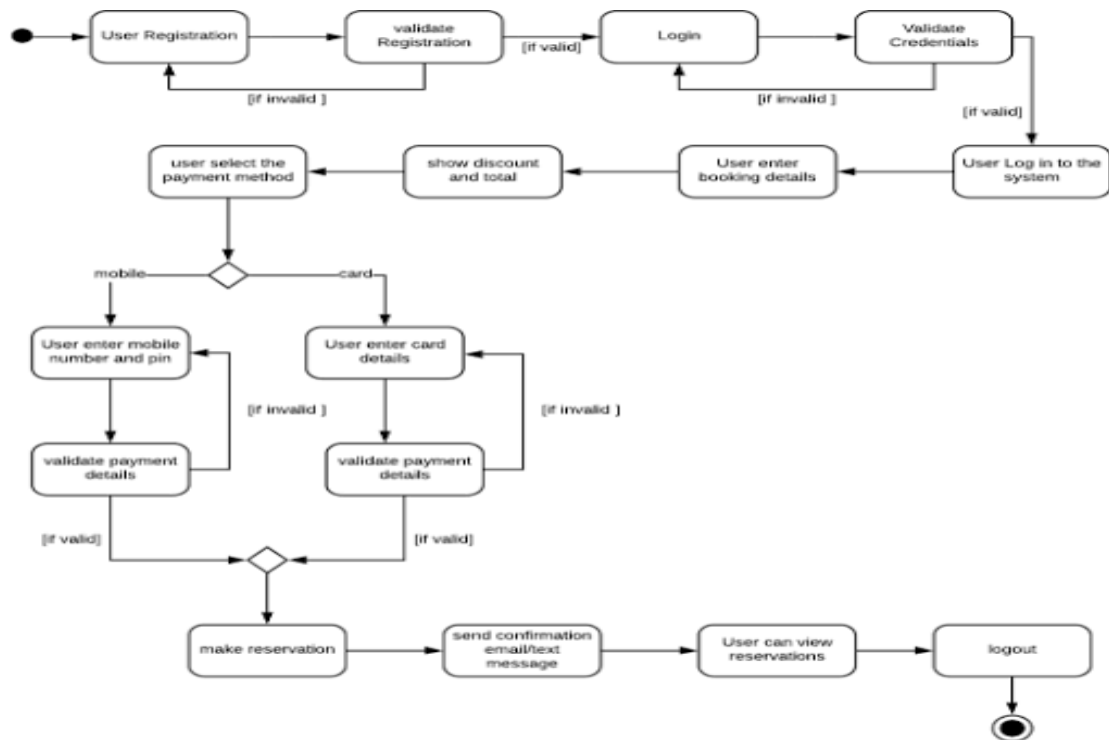 User Registration
validate
Registration
[if valid]
Login
Validate
Credentials
[if invalid ]
[if invalid ]
[if valid]
user select the
payment method
show discount
and total
User enter
booking details
User Log in to the
system
mobile
card
User enter mobile
number and pin
User enter card
details
[if invalid ]
[if invalid ]
validate payment
details
validate payment
details
[if valid]
[if valid]
make reservation
send confirmation
email/text
message
User can view
reservations
logout